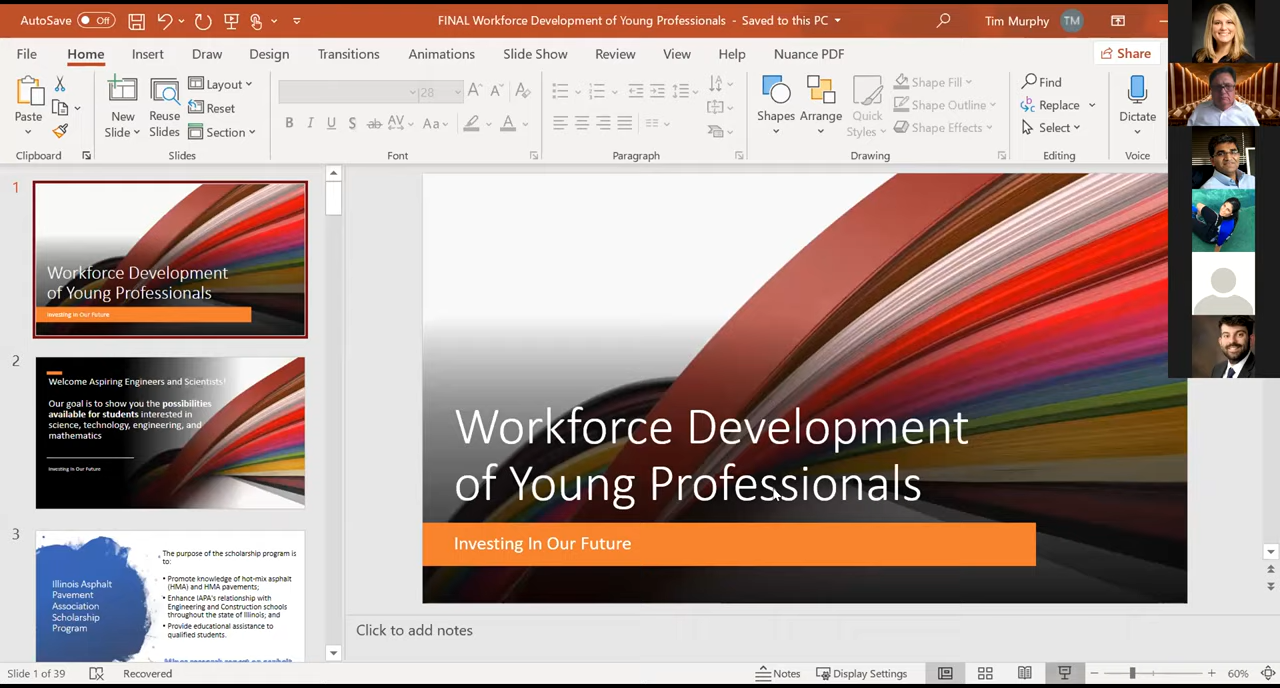 AutoSave Off
FINAL Workforce Development of Young Professionals - Saved to this PC
Tim Murphy TM
File Home Insert Draw Design Transitions Animations Slide Show Review View Help Nuance PDF
Share
Paste
Clipboard
New
Slide
Reuse
Slides
Layout
Reset
Section
Slides
28
B I U S ab AV Aa A
Font
Paragraph
Shapes
Arrange
Quick
Styles
Shape Fill
Shape Outline
Shape Effects
Drawing
Find
Replace
Select
Editing
Dictate
Voice
1
Workforce Development
of Young Professionals
Investing In Our Future
2
Welcome Aspiring Engineers and Scientists!
Our goal is to show you the possibilities
available for students interested in
science, technology, engineering, and
mathematics
Investing In Our Future
3
Illinois Asphalt
Pavement
Association
Scholarship
Program
The purpose of the scholarship program is
to:
• Promote knowledge of hot-mix asphalt
(HMA) and HMA pavements;
• Enhance IAPA's relationship with
Engineering and Construction schools
throughout the state of Illinois; and
• Provide educational assistance to
qualified students.
Workforce Development
of Young Professionals
Investing In Our Future
Click to add notes
Slide 1 of 39
Recovered
Notes
Display Settings
60%